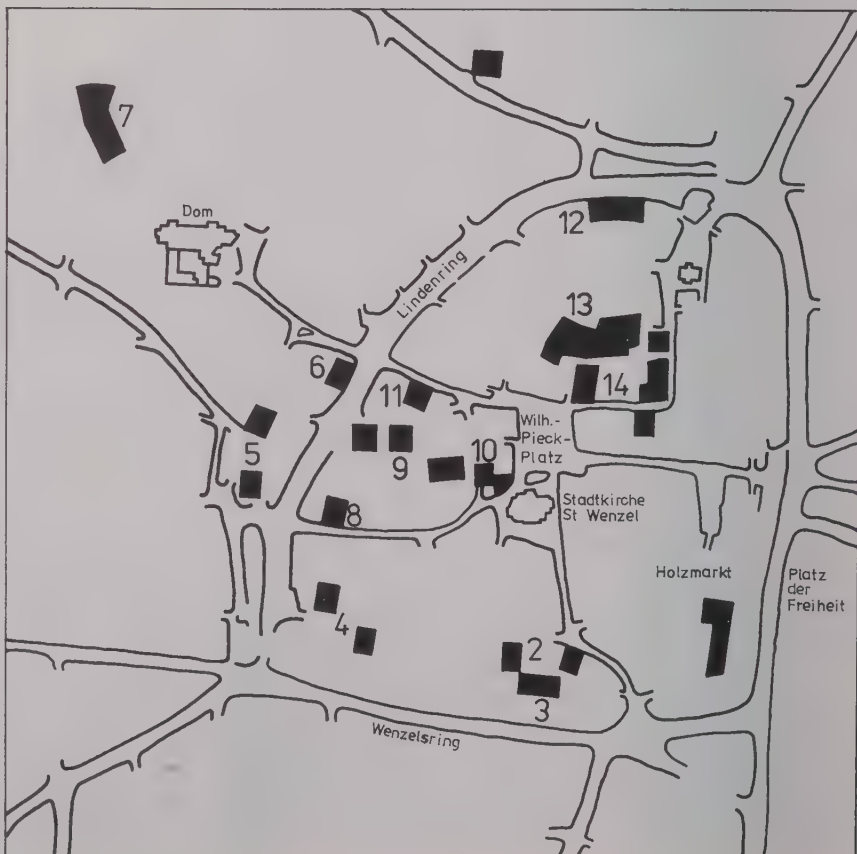 7
Dom
12
Lindenring
13
6
11
14
Wilh.-
Pieck-
Platz
10
5
9
Stadtkirche
St Wenzel
8
Holzmarkt
Platz
der
Freiheit
4
2
3
Wenzelsring